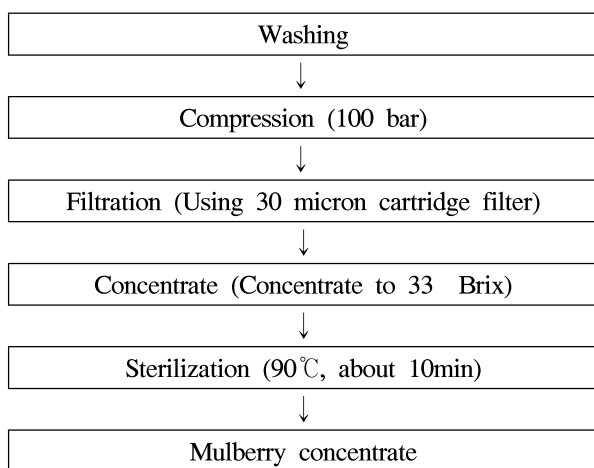 Washing
↓
Compression (100 bar)
↓
Filtration (Using 30 micron cartridge filter)
↓
Concentrate (Concentrate to 33 Brix)
↓
Sterilization (90℃, about 10min)
↓
Mulberry concentrate